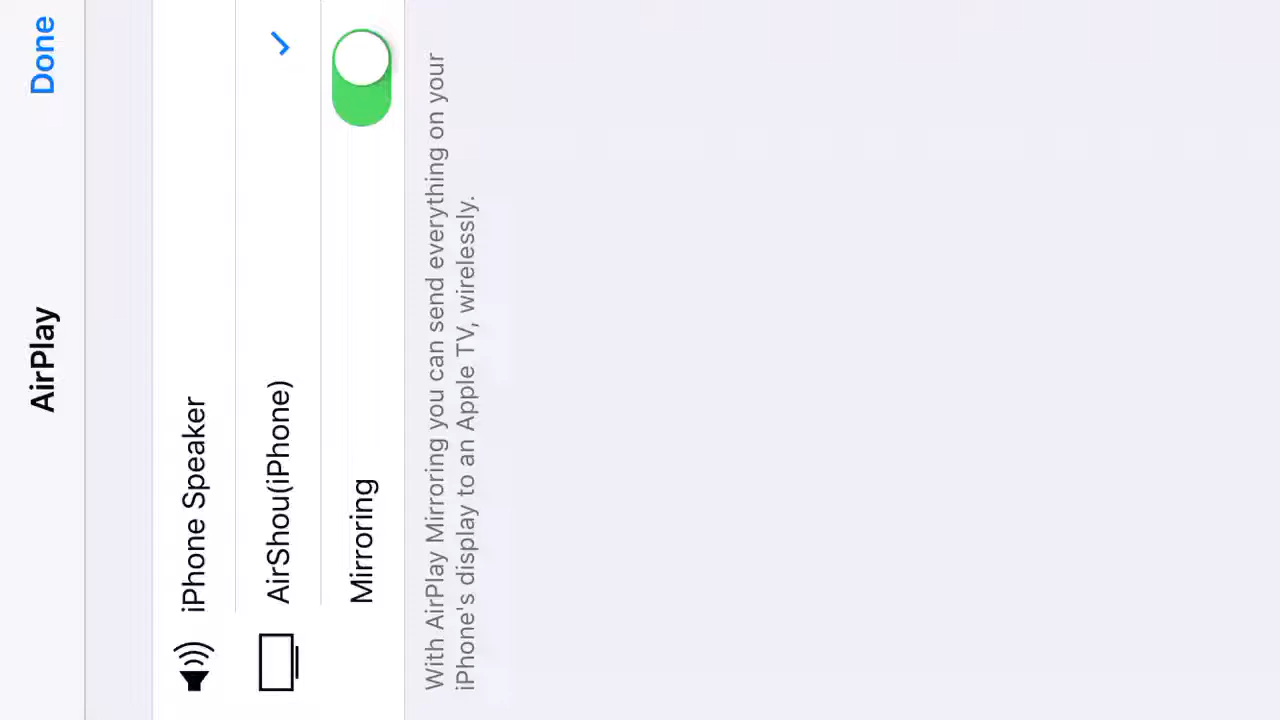 AirPlay
Done
iPhone Speaker
AirShou(iPhone)
Mirroring
With AirPlay Mirroring you can send everything on your
iPhone's display to an Apple TV, wirelessly.